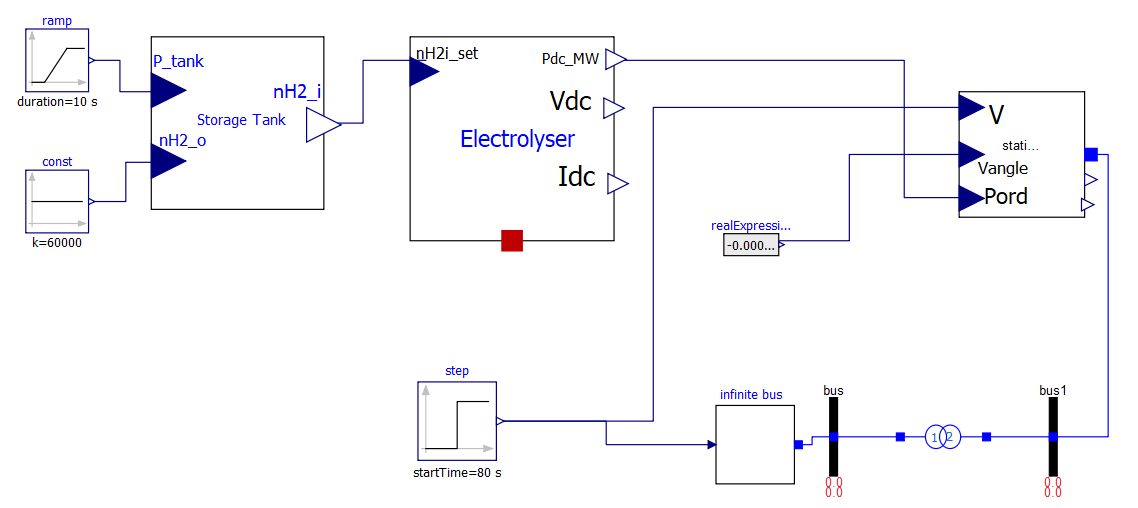 ramp
duration=10 s
const
k=60000
P_tank
nH2_i
Storage Tank
nH2_o
nH2i_set
Pdc_MW
Vdc
Electrolyser
Idc
V
stati...
Vangle
Pord
realExpressi...
-0.000...
step
startTime=80 s
infinite bus
bus
0.0
0.0
1
2
bus1
0.0
0.0